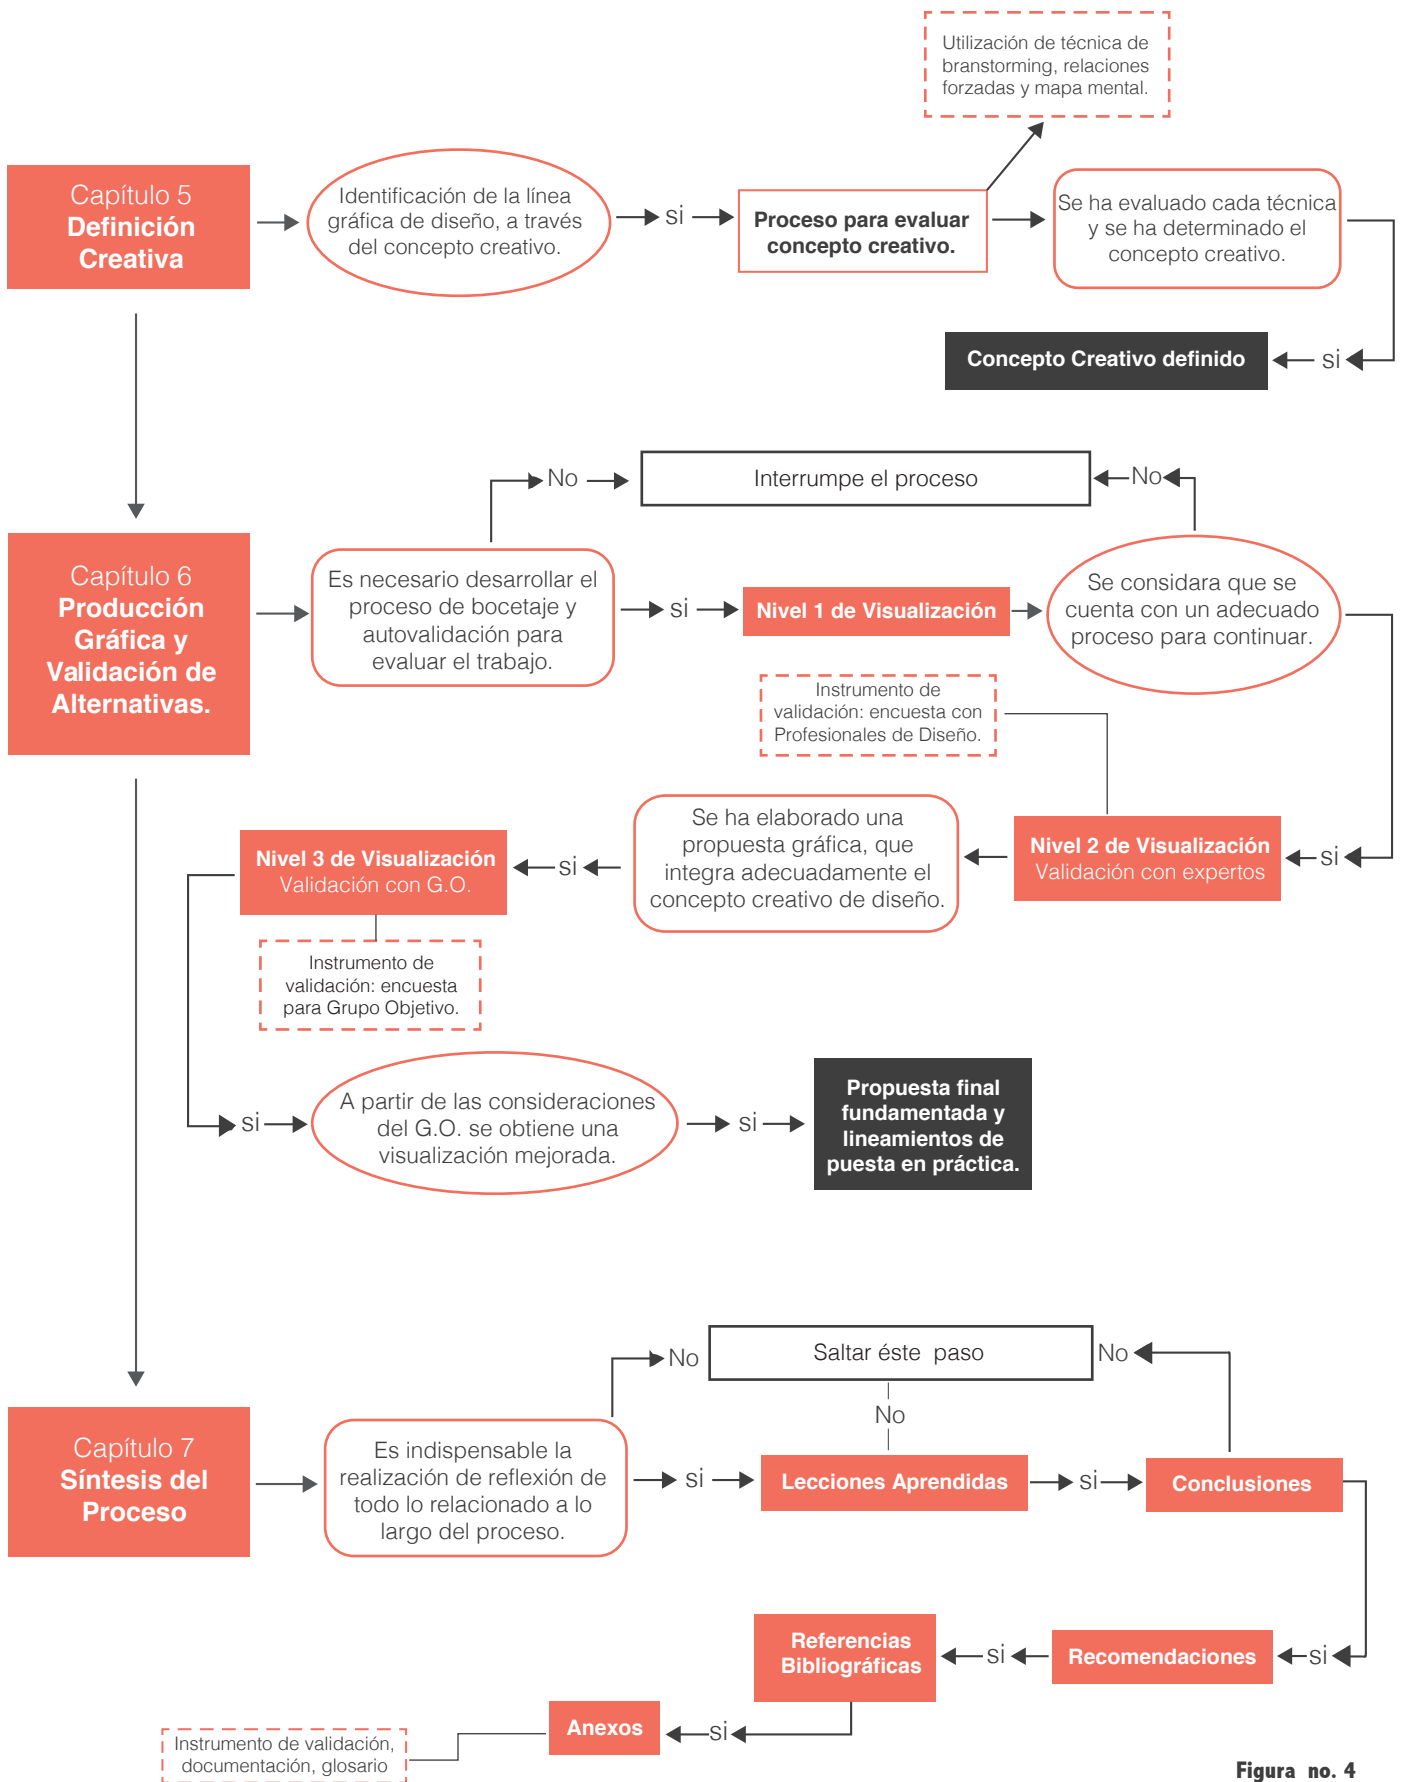 Utilización de técnica de
branstorming, relaciones
forzadas y mapa mental.
Capítulo 5
Definición
Creativa
Identificación de la línea
gráfica de diseño, a través
del concepto creativo.
si
Proceso para evaluar
concepto creativo.
Se ha evaluado cada técnica
y se ha determinado el
concepto creativo.
si
Concepto Creativo definido
No
Interrumpe el proceso
No
Capítulo 6
Producción
Gráfica y
Validación de
Alternativas.
Es necesario desarrollar el
proceso de bocetaje y
autovalidación para
evaluar el trabajo.
si
Nivel 1 de Visualización
Se considara que se
cuenta con un adecuado
proceso para continuar.
Instrumento de
validación: encuesta con
Profesionales de Diseño.
si
Nivel 2 de Visualización
Validación con expertos
Se ha elaborado una
propuesta gráfica, que
integra adecuadamente el
concepto creativo de diseño.
si
Nivel 3 de Visualización
Validación con G.O.
Instrumento de
validación: encuesta
para Grupo Objetivo.
si
A partir de las consideraciones
del G.O. se obtiene una
visualización mejorada.
si
Propuesta final
fundamentada y
lineamientos de
puesta en práctica.
No
Saltar éste paso
No
No
Capítulo 7
Síntesis del
Proceso
Es indispensable la
realización de reflexión de
todo lo relacionado a lo
largo del proceso.
si
Lecciones Aprendidas
si
Conclusiones
si
Recomendaciones
si
Referencias
Bibliográficas
si
Anexos
Instrumento de validación,
documentación, glosario
Figura no. 4